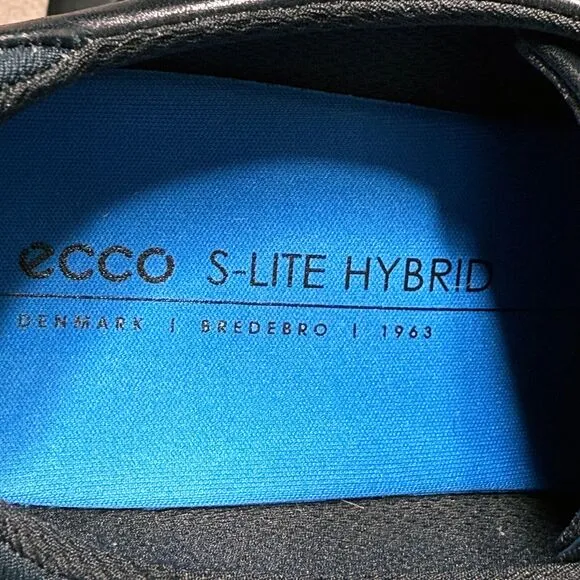 ecco S-LITE HYBRID
DENMARK | BREDEBRO | 1963